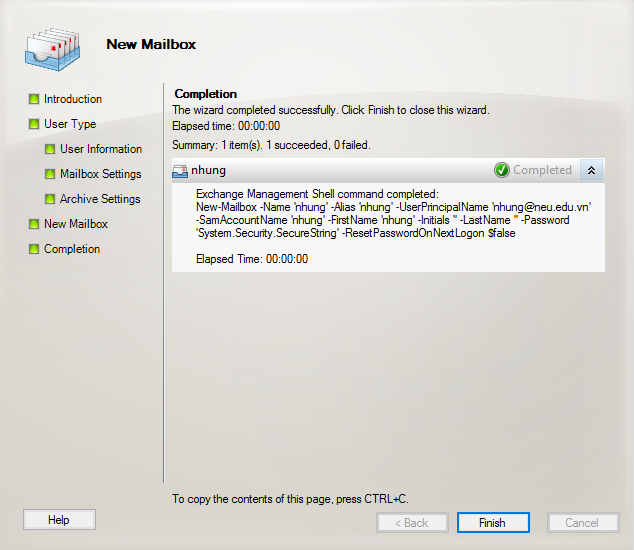 New Mailbox
Introduction
User Type
User Information
Mailbox Settings
Archive Settings
New Mailbox
Completion
Completion
The wizard completed successfully. Click Finish to close this wizard.
Elapsed time: 00:00:00
Summary: 1 item(s). 1 succeeded, 0 failed.
nhung
Completed
Exchange Management Shell command completed:
New-Mailbox -Name 'nhung' -Alias 'nhung' -UserPrincipalName 'nhung@neu.edu.vn'
-SamAccountName 'nhung' -FirstName 'nhung' -Initials '' -LastName '' -Password
'System.Security.SecureString' -ResetPasswordOnNextLogon $false
Elapsed Time: 00:00:00
To copy the contents of this page, press CTRL+C.
Help
< Back
Finish
Cancel